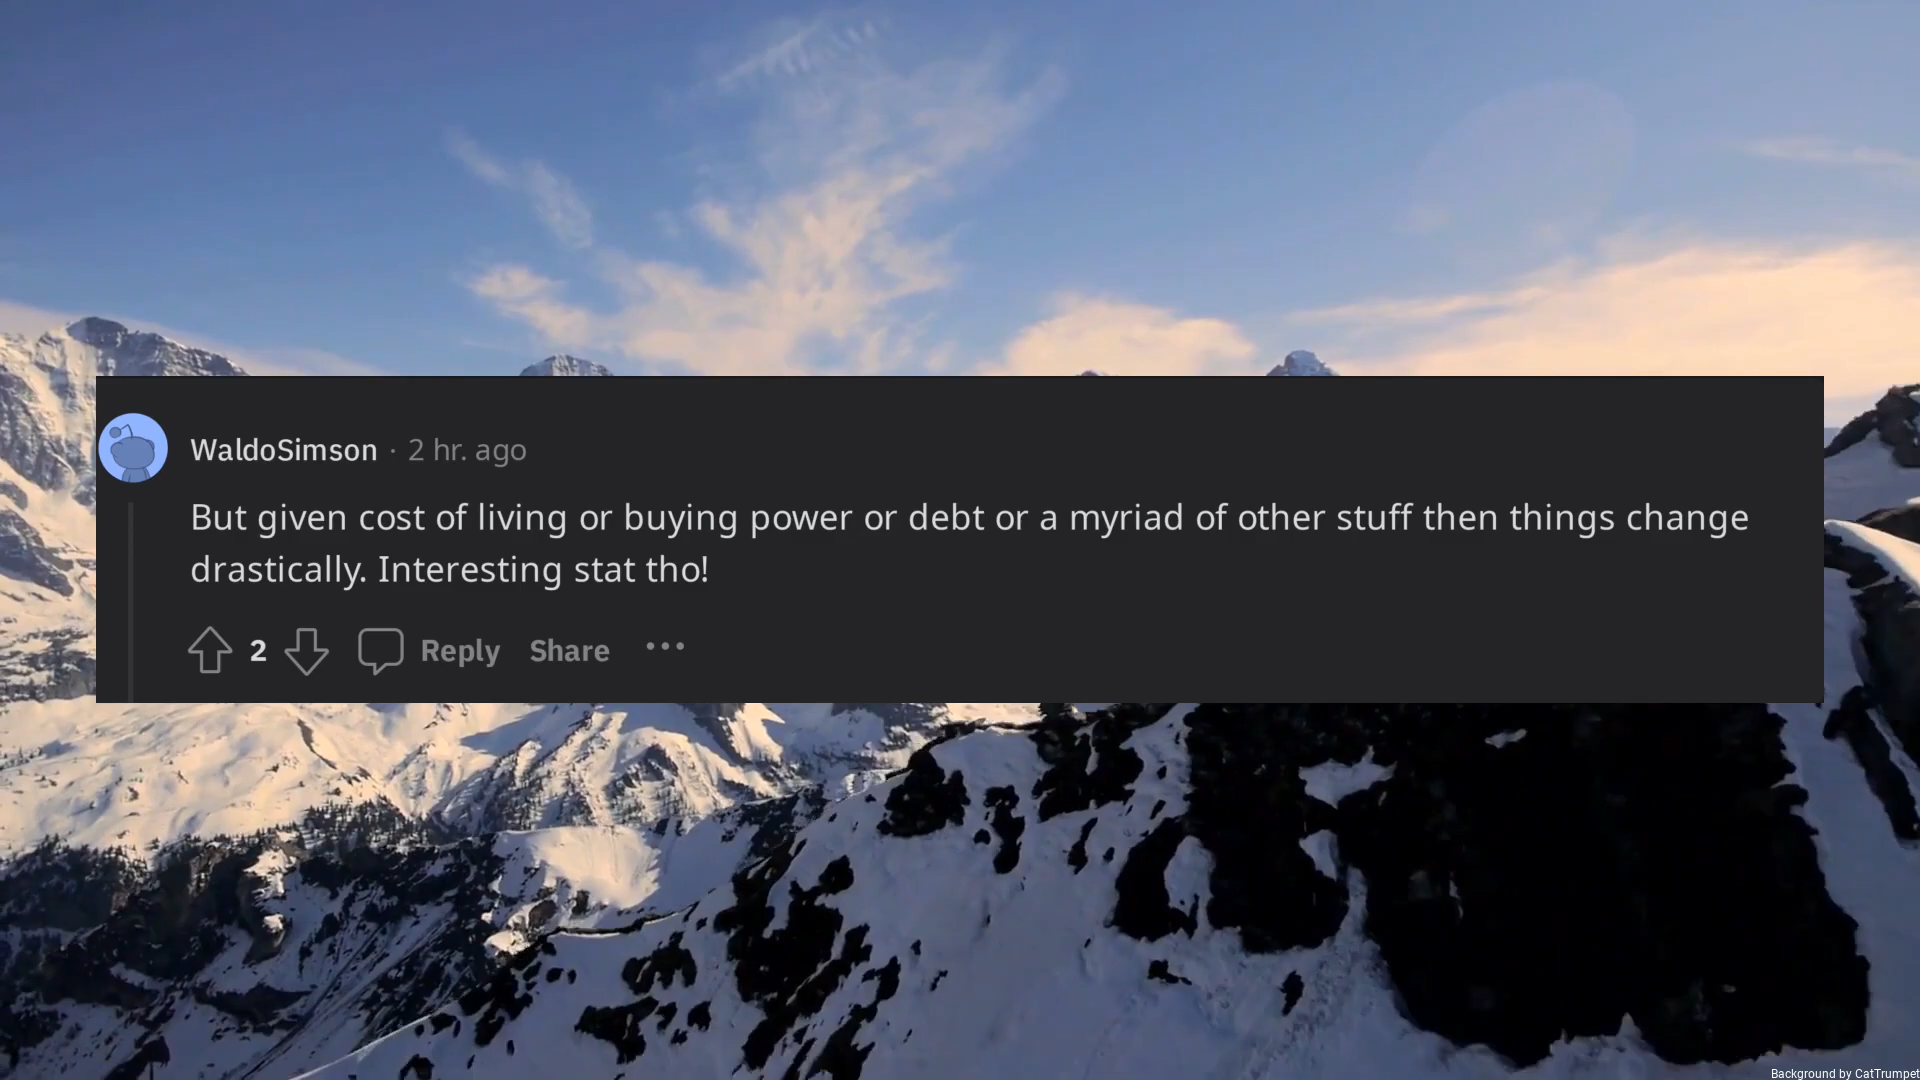 WaldoSimson · 2 hr. ago
But given cost of living or buying power or debt or a myriad of other stuff then things change
drastically. Interesting stat tho!
2 Reply Share ···
Background by CatTrumpet